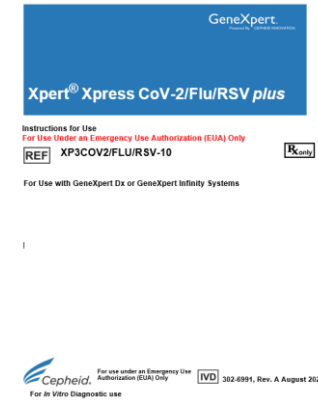 GeneXpert
Powered By CEPHEID INNOVATION
Xpert® Xpress CoV-2/Flu/RSV plus
Instructions for Use
For Use Under an Emergency Use Authorization (EUA) Only
REF XP3COV2/FLU/RSV-10
Rx only
For Use with GeneXpert Dx or GeneXpert Infinity Systems
Cepheid.
For use under an Emergency Use
Authorization (EUA) Only
IVD 302-6991, Rev. A August
For In Vitro Diagnostic use